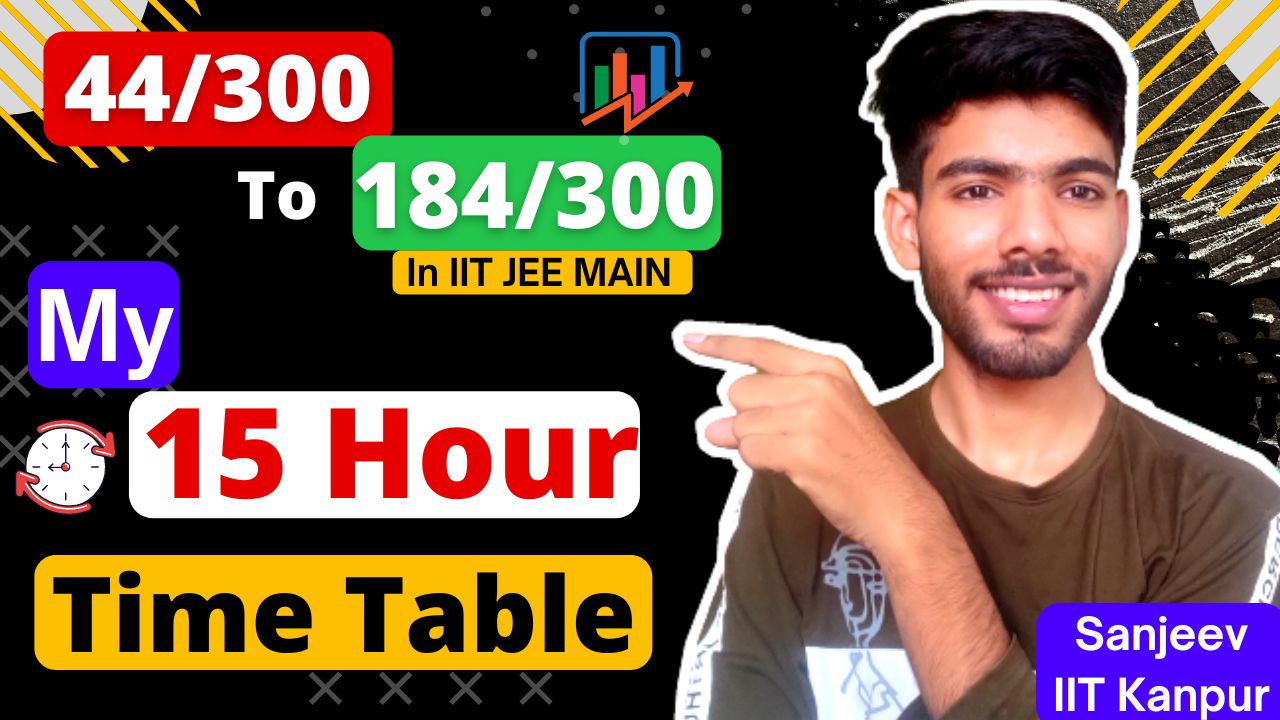 44/300
To
184/300
In IIT JEE MAIN
My
15 Hour
Time Table
Sanjeev
IIT Kanpur